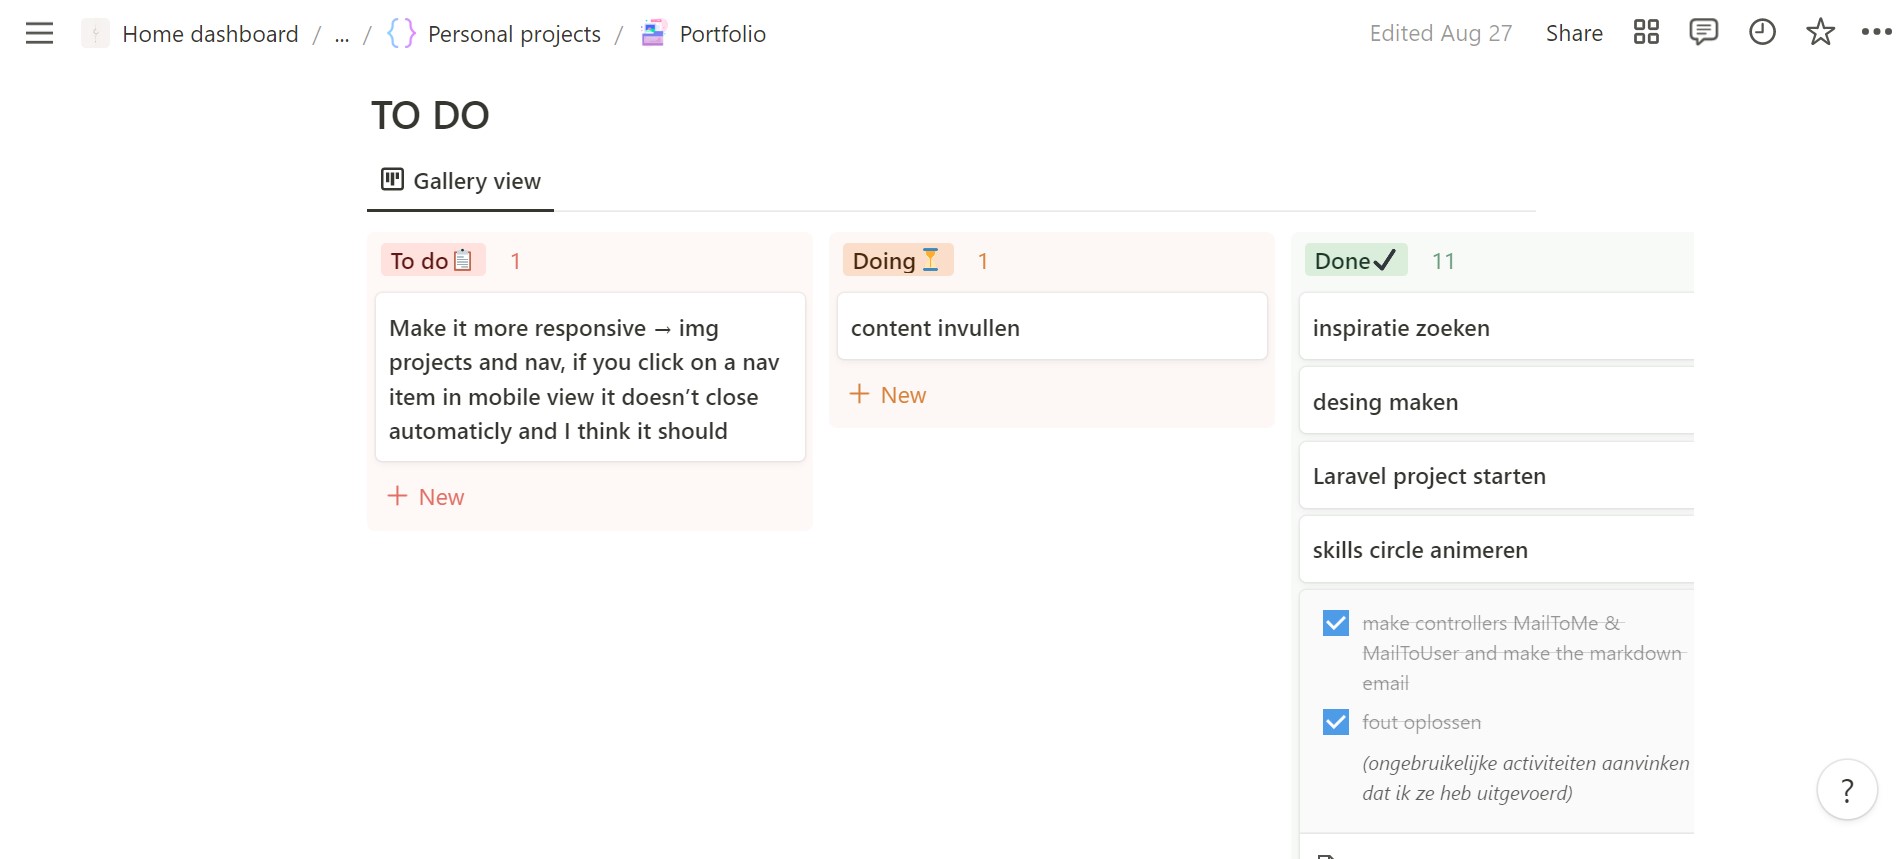 Home dashboard / ... / Personal projects / Portfolio
Edited Aug 27
Share
TO DO
Gallery view
To do 1
Make it more responsive → img
projects and nav, if you click on a nav
item in mobile view it doesn’t close
automaticly and I think it should
+ New
Doing 1
content invullen
+ New
Done 11
inspiratie zoeken
desing maken
Laravel project starten
skills circle animeren
make controllers MailToMe &
MailToUser and make the markdown
email
fout oplossen
(ongebruikelijke activiteiten aanvinken
dat ik ze heb uitgevoerd)
?